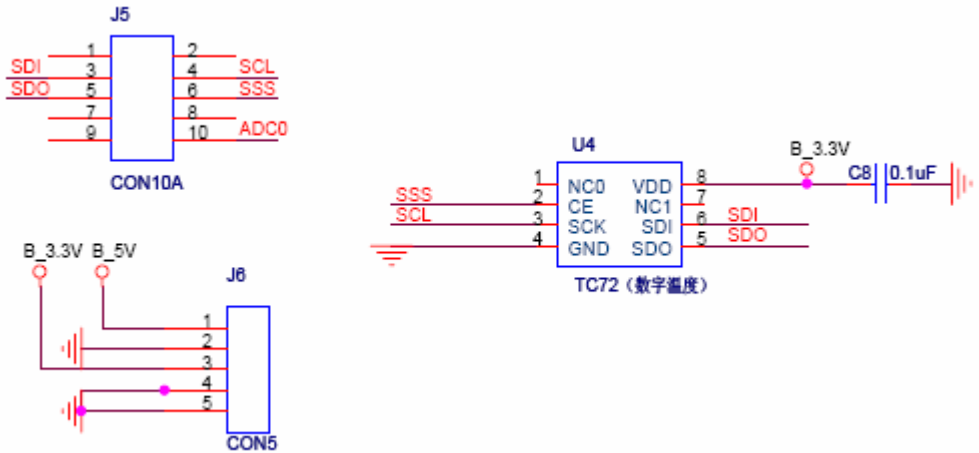 J5
1 2
SDI 3 4 SCL
SDO 5 6 SSS
7 8
9 10 ADC0
CON10A
B_3.3V B_5V
J6
1
2
3
4
5
CON5
U4
B_3.3V
C8 0.1uF
1 NC0 VDD 8
SSS 2 CE NC1 7
SCL 3 SCK SDI 6 SDI
4 GND SDO 5 SDO
TC72（数字温度）